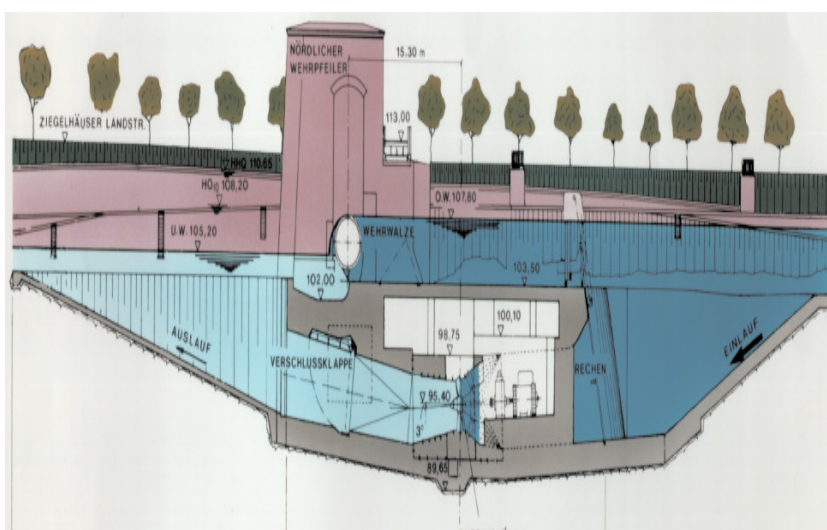 NÖRDLICHER
WEHRPFEILER
15,30 m
ZIEGELHÄUSER LANDSTR.
113,00
HHQ 110,65
HQ10 108,20
O.W. 107,80
U.W. 105,20
WEHRWALZE
103,50
102,00
100,10
98,75
AUSLAUF
VERSCHLUSSKLAPPE
EINLAUF
RECHEN
95,40
3°
89,65